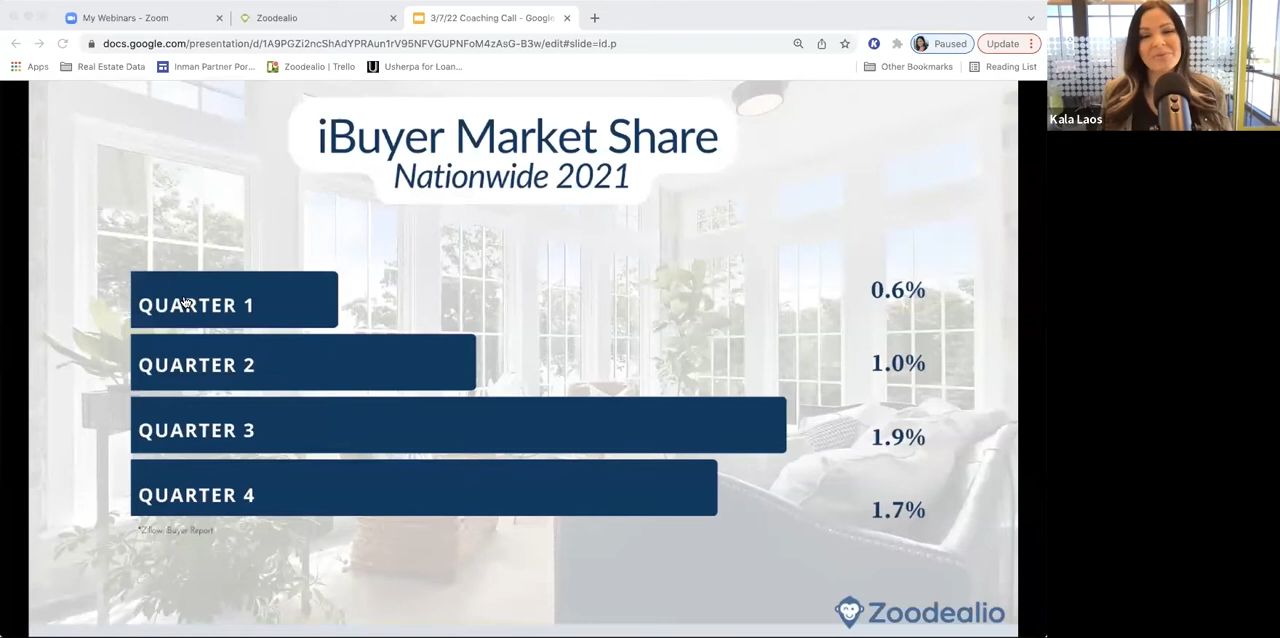 My Webinars - Zoom
Zoodealio
3/7/22 Coaching Call - Google
docs.google.com/presentation/d/1A9PGZi2ncShAdYPRAun1rV95NFVGUPNFoM4zAsG-B3w/edit#slide=id.p
Paused
Update
Apps
Real Estate Data
Inman Partner Por...
Zoodealio | Trello
Usherpa for Loan...
Other Bookmarks
Reading List
Kala Laos
iBuyer Market Share
Nationwide 2021
QUARTER 1
0.6%
QUARTER 2
1.0%
QUARTER 3
1.9%
QUARTER 4
1.7%
*Zillow: iBuyer Report
Zoodealio